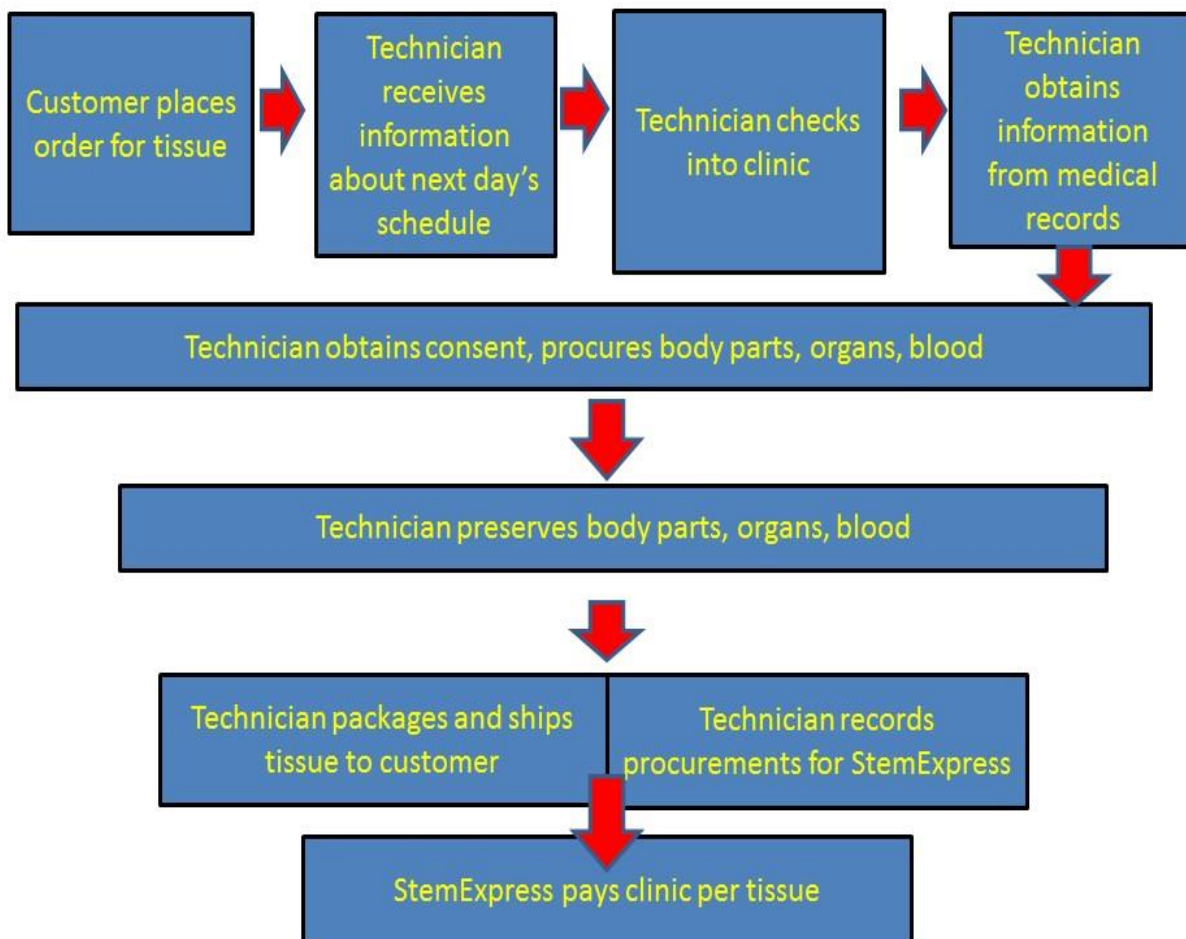 Customer places
order for tissue
Technician
receives
information
about next day's
schedule
Technician checks
into clinic
Technician
obtains
information
from medical
records
Technician obtains consent, procures body parts, organs, blood
Technician preserves body parts, organs, blood
Technician packages and ships
tissue to customer
Technician records
procurements for StemExpress
StemExpress pays clinic per tissue